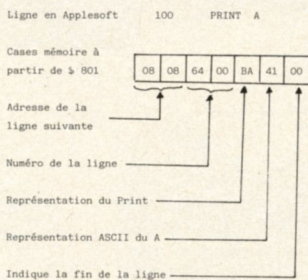 Ligne en Applesoft 100 PRINT A
Cases mémoire à
partir de $ 801
08 08 64 00 BA 41 00
Adresse de la
ligne suivante
Numéro de la ligne
Représentation du Print
Représentation ASCII du A
Indique la fin de la ligne